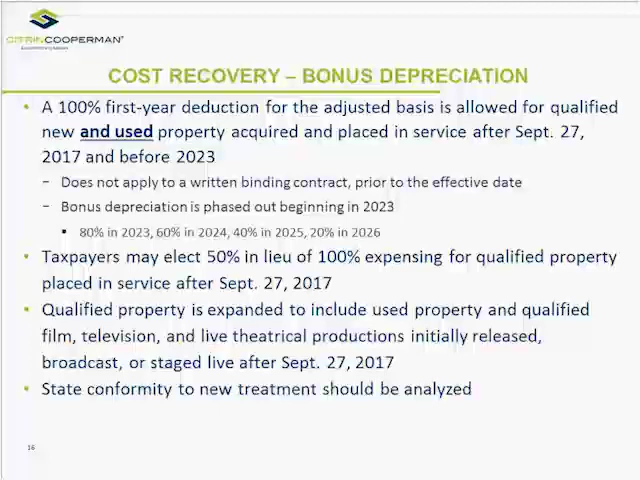 CITRINCOOPERMAN®
COST RECOVERY – BONUS DEPRECIATION
• A 100% first-year deduction for the adjusted basis is allowed for qualified
new and used property acquired and placed in service after Sept. 27,
2017 and before 2023
− Does not apply to a written binding contract, prior to the effective date
− Bonus depreciation is phased out beginning in 2023
▪ 80% in 2023, 60% in 2024, 40% in 2025, 20% in 2026
• Taxpayers may elect 50% in lieu of 100% expensing for qualified property
placed in service after Sept. 27, 2017
• Qualified property is expanded to include used property and qualified
film, television, and live theatrical productions initially released,
broadcast, or staged live after Sept. 27, 2017
• State conformity to new treatment should be analyzed
16